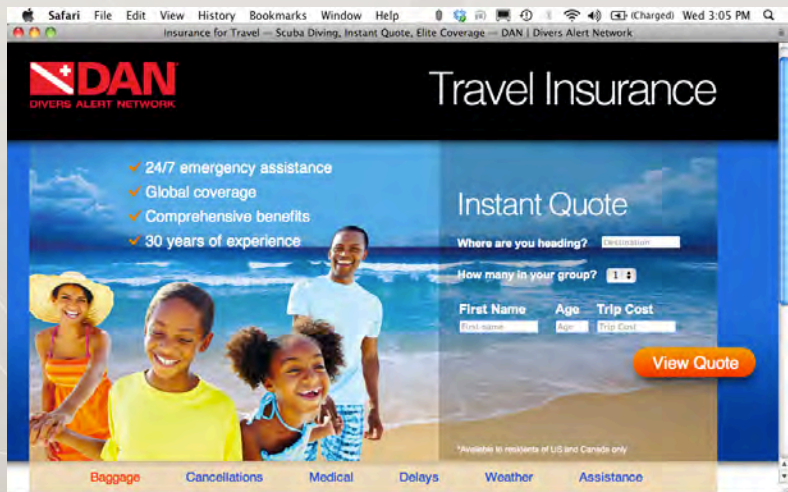 Safari File Edit View History Bookmarks Window Help (Charged) Wed 3:05 PM
Insurance for Travel — Scuba Diving, Instant Quote, Elite Coverage — DAN | Divers Alert Network
DAN
DIVERS ALERT NETWORK
Travel Insurance
24/7 emergency assistance
Global coverage
Comprehensive benefits
30 years of experience
Instant Quote
Where are you heading? Destination
How many in your group? 1
First Name Age Trip Cost
First name Age Trip Cost
View Quote
*Available to residents of US and Canada only
Baggage Cancellations Medical Delays Weather Assistance